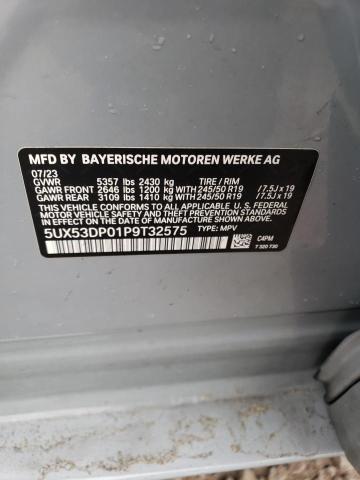 MFD BY BAYERISCHE MOTOREN WERKE AG
07/23
GVWR 5357 lbs 2430 kg TIRE / RIM
GAWR FRONT 2646 lbs 1200 kg WITH 245/50 R19 / 7.5J x 19
GAWR REAR 3109 lbs 1410 kg WITH 245/50 R19 / 7.5J x 19
THIS VEHICLE CONFORMS TO ALL APPLICABLE U.S. FEDERAL MOTOR VEHICLE
SAFETY, BUMPER, AND THEFT PREVENTION STANDARDS
IN EFFECT ON THE DATE OF MANUFACTURE SHOWN ABOVE.
5UX53DP01P9T32575 TYPE: MPV
C4PM
7 320 730